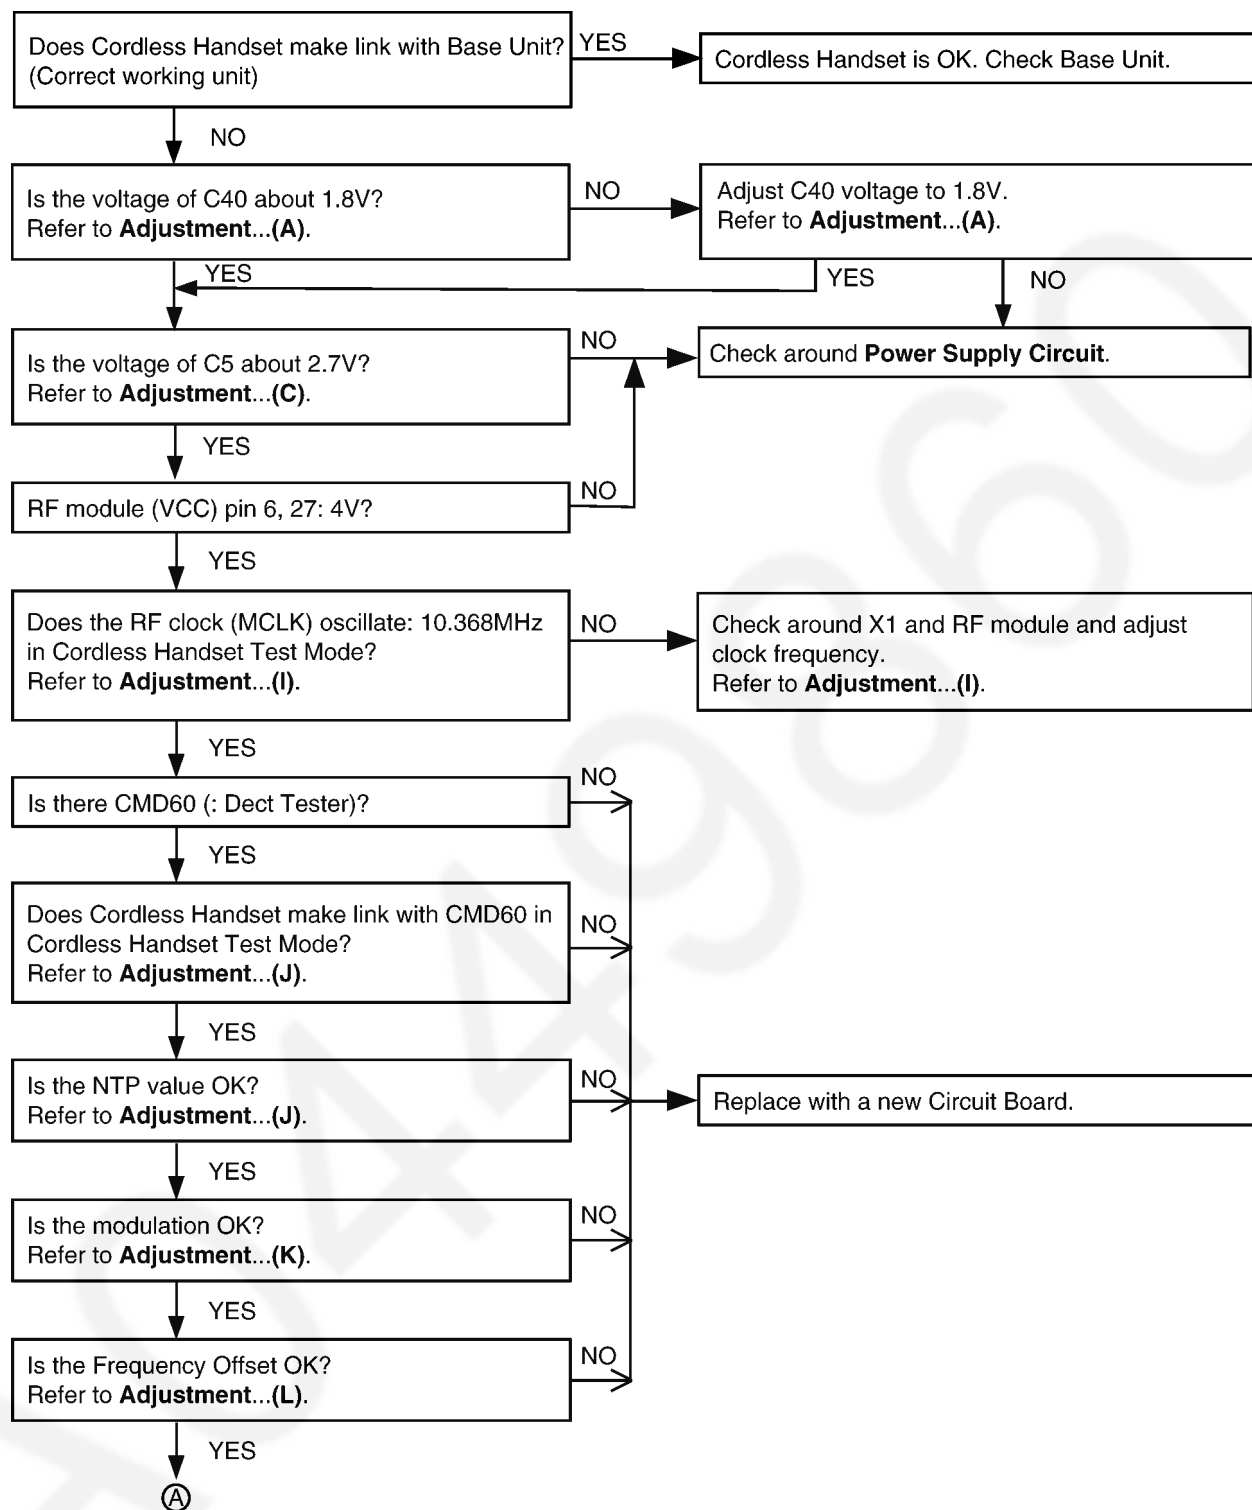 Does Cordless Handset make link with Base Unit?
(Correct working unit)
YES
Cordless Handset is OK. Check Base Unit.
NO
Is the voltage of C40 about 1.8V?
Refer to Adjustment...(A).
NO
Adjust C40 voltage to 1.8V.
Refer to Adjustment...(A).
YES
YES
NO
Is the voltage of C5 about 2.7V?
Refer to Adjustment...(C).
NO
Check around Power Supply Circuit.
YES
RF module (VCC) pin 6, 27: 4V?
NO
YES
Does the RF clock (MCLK) oscillate: 10.368MHz
in Cordless Handset Test Mode?
Refer to Adjustment...(I).
NO
Check around X1 and RF module and adjust
clock frequency.
Refer to Adjustment...(I).
YES
Is there CMD60 (: Dect Tester)?
NO
YES
Does Cordless Handset make link with CMD60 in
Cordless Handset Test Mode?
Refer to Adjustment...(J).
NO
YES
Is the NTP value OK?
Refer to Adjustment...(J).
NO
Replace with a new Circuit Board.
YES
Is the modulation OK?
Refer to Adjustment...(K).
NO
YES
Is the Frequency Offset OK?
Refer to Adjustment...(L).
NO
YES
A